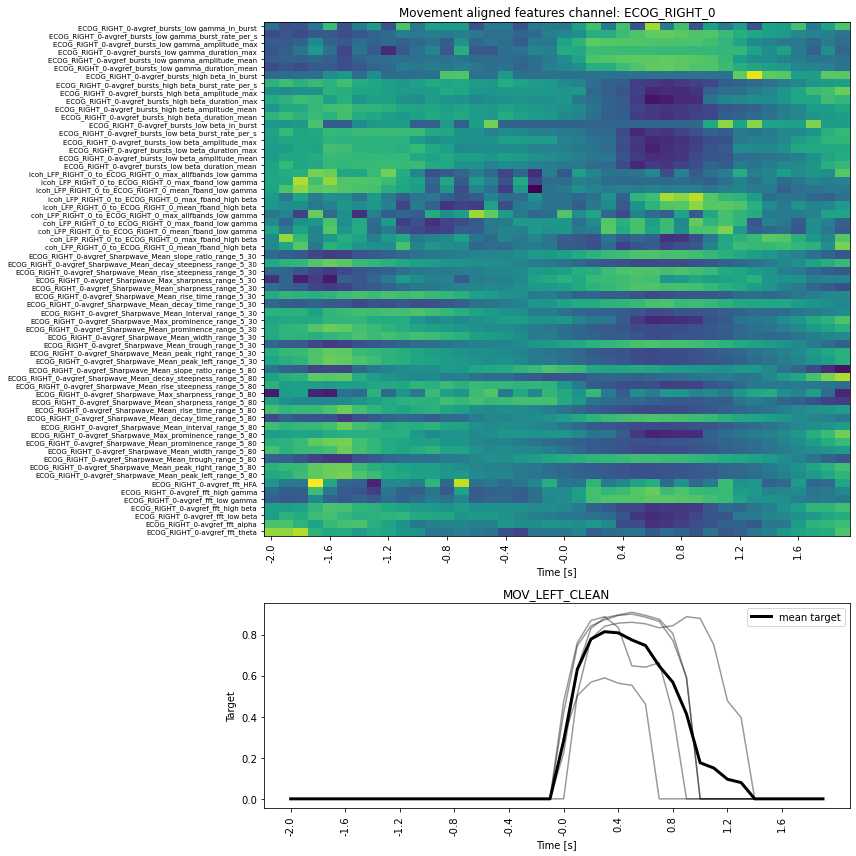 Movement aligned features channel: ECOG_RIGHT_0
ECOG_RIGHT_0-avgref_bursts_low gamma_in_burst
ECOG_RIGHT_0-avgref_bursts_low gamma_burst_rate_per_s
ECOG_RIGHT_0-avgref_bursts_low gamma_amplitude_max
ECOG_RIGHT_0-avgref_bursts_low gamma_duration_max
ECOG_RIGHT_0-avgref_bursts_low gamma_amplitude_mean
ECOG_RIGHT_0-avgref_bursts_low gamma_duration_mean
ECOG_RIGHT_0-avgref_bursts_high beta_in_burst
ECOG_RIGHT_0-avgref_bursts_high beta_burst_rate_per_s
ECOG_RIGHT_0-avgref_bursts_high beta_amplitude_max
ECOG_RIGHT_0-avgref_bursts_high beta_duration_max
ECOG_RIGHT_0-avgref_bursts_high beta_amplitude_mean
ECOG_RIGHT_0-avgref_bursts_high beta_duration_mean
ECOG_RIGHT_0-avgref_bursts_low beta_in_burst
ECOG_RIGHT_0-avgref_bursts_low beta_burst_rate_per_s
ECOG_RIGHT_0-avgref_bursts_low beta_amplitude_max
ECOG_RIGHT_0-avgref_bursts_low beta_duration_max
ECOG_RIGHT_0-avgref_bursts_low beta_amplitude_mean
ECOG_RIGHT_0-avgref_bursts_low beta_duration_mean
icoh_LFP_RIGHT_0_to_ECOG_RIGHT_0_max_allfbands_low gamma
icoh_LFP_RIGHT_0_to_ECOG_RIGHT_0_max_fband_low gamma
icoh_LFP_RIGHT_0_to_ECOG_RIGHT_0_mean_fband_low gamma
icoh_LFP_RIGHT_0_to_ECOG_RIGHT_0_max_fband_high beta
icoh_LFP_RIGHT_0_to_ECOG_RIGHT_0_mean_fband_high beta
coh_LFP_RIGHT_0_to_ECOG_RIGHT_0_max_allfbands_low gamma
coh_LFP_RIGHT_0_to_ECOG_RIGHT_0_max_fband_low gamma
coh_LFP_RIGHT_0_to_ECOG_RIGHT_0_mean_fband_low gamma
coh_LFP_RIGHT_0_to_ECOG_RIGHT_0_max_fband_high beta
coh_LFP_RIGHT_0_to_ECOG_RIGHT_0_mean_fband_high beta
ECOG_RIGHT_0-avgref_Sharpwave_Mean_slope_ratio_range_5_30
ECOG_RIGHT_0-avgref_Sharpwave_Mean_decay_steepness_range_5_30
ECOG_RIGHT_0-avgref_Sharpwave_Mean_rise_steepness_range_5_30
ECOG_RIGHT_0-avgref_Sharpwave_Max_sharpness_range_5_30
ECOG_RIGHT_0-avgref_Sharpwave_Mean_sharpness_range_5_30
ECOG_RIGHT_0-avgref_Sharpwave_Mean_rise_time_range_5_30
ECOG_RIGHT_0-avgref_Sharpwave_Mean_decay_time_range_5_30
ECOG_RIGHT_0-avgref_Sharpwave_Mean_interval_range_5_30
ECOG_RIGHT_0-avgref_Sharpwave_Max_prominence_range_5_30
ECOG_RIGHT_0-avgref_Sharpwave_Mean_prominence_range_5_30
ECOG_RIGHT_0-avgref_Sharpwave_Mean_width_range_5_30
ECOG_RIGHT_0-avgref_Sharpwave_Mean_trough_range_5_30
ECOG_RIGHT_0-avgref_Sharpwave_Mean_peak_right_range_5_30
ECOG_RIGHT_0-avgref_Sharpwave_Mean_peak_left_range_5_30
ECOG_RIGHT_0-avgref_Sharpwave_Mean_slope_ratio_range_5_80
ECOG_RIGHT_0-avgref_Sharpwave_Mean_decay_steepness_range_5_80
ECOG_RIGHT_0-avgref_Sharpwave_Mean_rise_steepness_range_5_80
ECOG_RIGHT_0-avgref_Sharpwave_Max_sharpness_range_5_80
ECOG_RIGHT_0-avgref_Sharpwave_Mean_sharpness_range_5_80
ECOG_RIGHT_0-avgref_Sharpwave_Mean_rise_time_range_5_80
ECOG_RIGHT_0-avgref_Sharpwave_Mean_decay_time_range_5_80
ECOG_RIGHT_0-avgref_Sharpwave_Mean_interval_range_5_80
ECOG_RIGHT_0-avgref_Sharpwave_Max_prominence_range_5_80
ECOG_RIGHT_0-avgref_Sharpwave_Mean_prominence_range_5_80
ECOG_RIGHT_0-avgref_Sharpwave_Mean_width_range_5_80
ECOG_RIGHT_0-avgref_Sharpwave_Mean_trough_range_5_80
ECOG_RIGHT_0-avgref_Sharpwave_Mean_peak_right_range_5_80
ECOG_RIGHT_0-avgref_Sharpwave_Mean_peak_left_range_5_80
ECOG_RIGHT_0-avgref_fft_HFA
ECOG_RIGHT_0-avgref_fft_high gamma
ECOG_RIGHT_0-avgref_fft_low gamma
ECOG_RIGHT_0-avgref_fft_high beta
ECOG_RIGHT_0-avgref_fft_low beta
ECOG_RIGHT_0-avgref_fft_alpha
ECOG_RIGHT_0-avgref_fft_theta
-2.0 -1.6 -1.2 -0.8 -0.4 -0.0 0.4 0.8 1.2 1.6
Time [s]
MOV_LEFT_CLEAN
mean target
0.8
0.6
0.4
0.2
0.0
Target
-2.0 -1.6 -1.2 -0.8 -0.4 -0.0 0.4 0.8 1.2 1.6
Time [s]